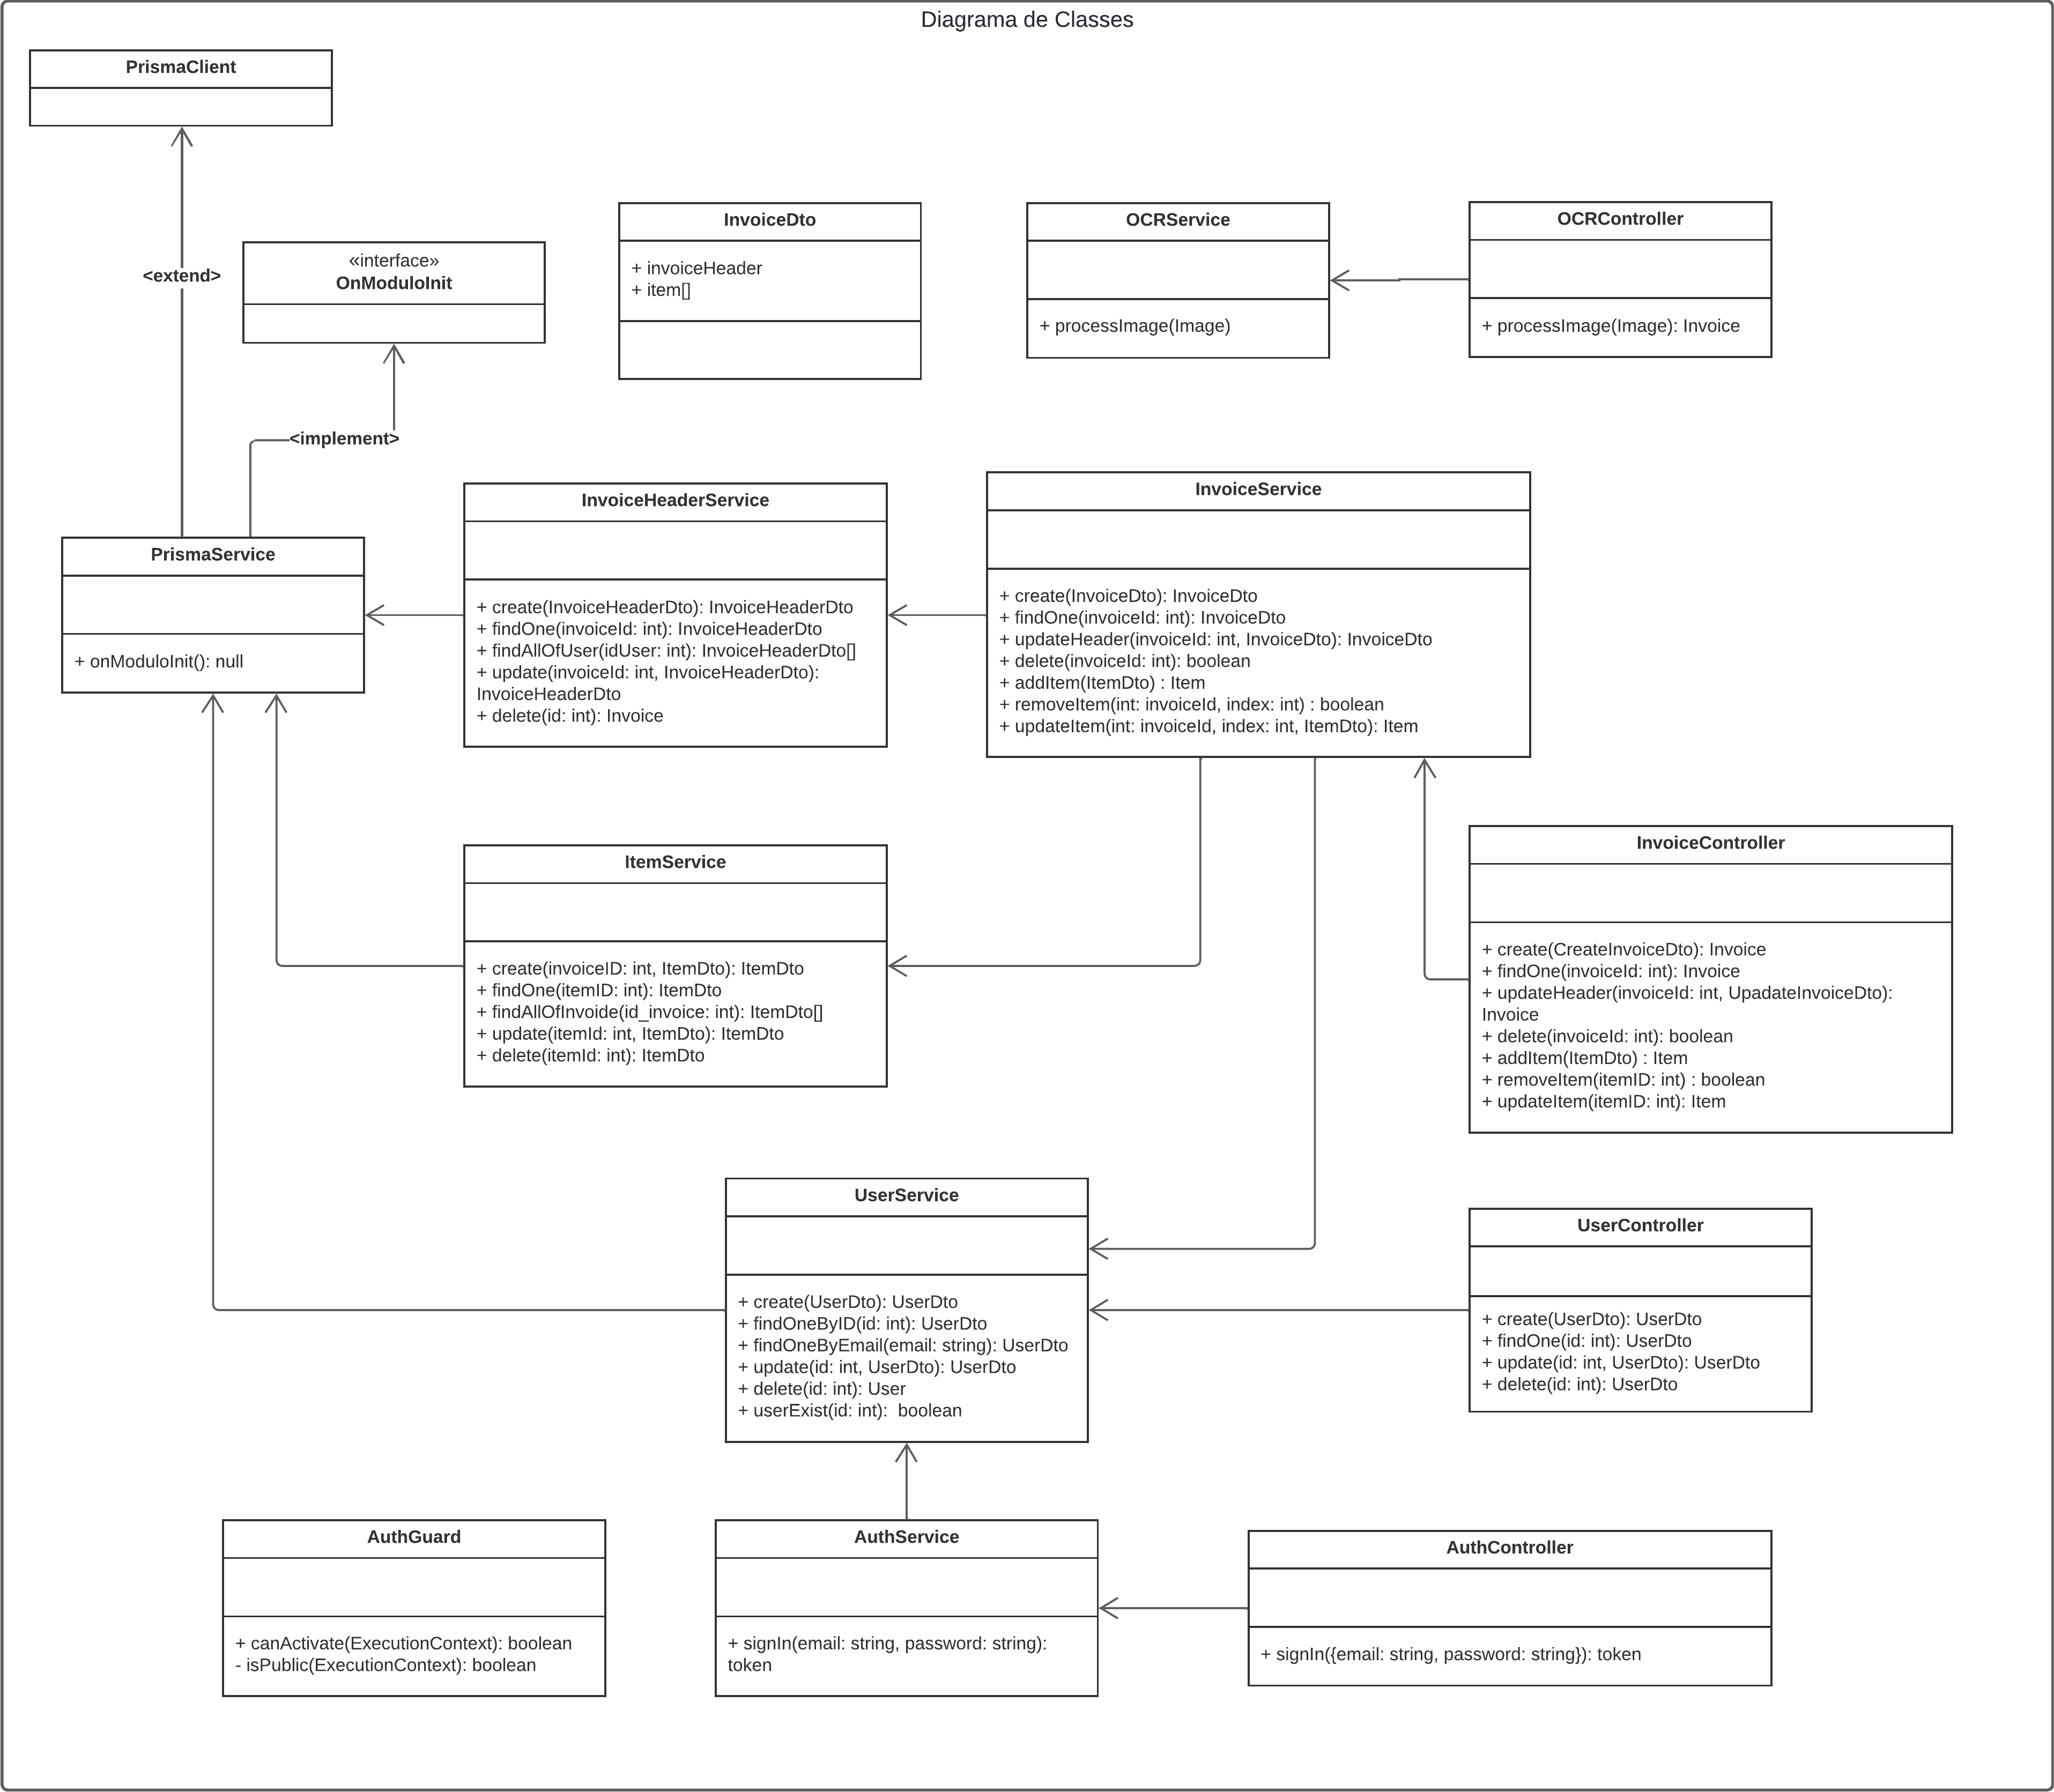 Diagrama de Classes
PrismaClient
<extend>
«interface»
OnModuloInit
<implement>
InvoiceDto
+ invoiceHeader
+ item[]
OCRService
+ processImage(Image)
OCRController
+ processImage(Image): Invoice
PrismaService
+ onModuloInit(): null
InvoiceHeaderService
+ create(InvoiceHeaderDto): InvoiceHeaderDto
+ findOne(invoiceId: int): InvoiceHeaderDto
+ findAllOfUser(idUser: int): InvoiceHeaderDto[]
+ update(invoiceId: int, InvoiceHeaderDto):
InvoiceHeaderDto
+ delete(id: int): Invoice
InvoiceService
+ create(InvoiceDto): InvoiceDto
+ findOne(invoiceId: int): InvoiceDto
+ updateHeader(invoiceId: int, InvoiceDto): InvoiceDto
+ delete(invoiceId: int): boolean
+ addItem(ItemDto) : Item
+ removeItem(int: invoiceId, index: int) : boolean
+ updateItem(int: invoiceId, index: int, ItemDto): Item
ItemService
+ create(invoiceID: int, ItemDto): ItemDto
+ findOne(itemID: int): ItemDto
+ findAllOfInvoide(id_invoice: int): ItemDto[]
+ update(itemId: int, ItemDto): ItemDto
+ delete(itemId: int): ItemDto
InvoiceController
+ create(CreateInvoiceDto): Invoice
+ findOne(invoiceId: int): Invoice
+ updateHeader(invoiceId: int, UpadateInvoiceDto):
Invoice
+ delete(invoiceId: int): boolean
+ addItem(ItemDto) : Item
+ removeItem(itemID: int) : boolean
+ updateItem(itemID: int): Item
UserService
+ create(UserDto): UserDto
+ findOneByID(id: int): UserDto
+ findOneByEmail(email: string): UserDto
+ update(id: int, UserDto): UserDto
+ delete(id: int): User
+ userExist(id: int):  boolean
UserController
+ create(UserDto): UserDto
+ findOne(id: int): UserDto
+ update(id: int, UserDto): UserDto
+ delete(id: int): UserDto
AuthGuard
+ canActivate(ExecutionContext): boolean
- isPublic(ExecutionContext): boolean
AuthService
+ signIn(email: string, password: string):
token
AuthController
+ signIn({email: string, password: string}): token